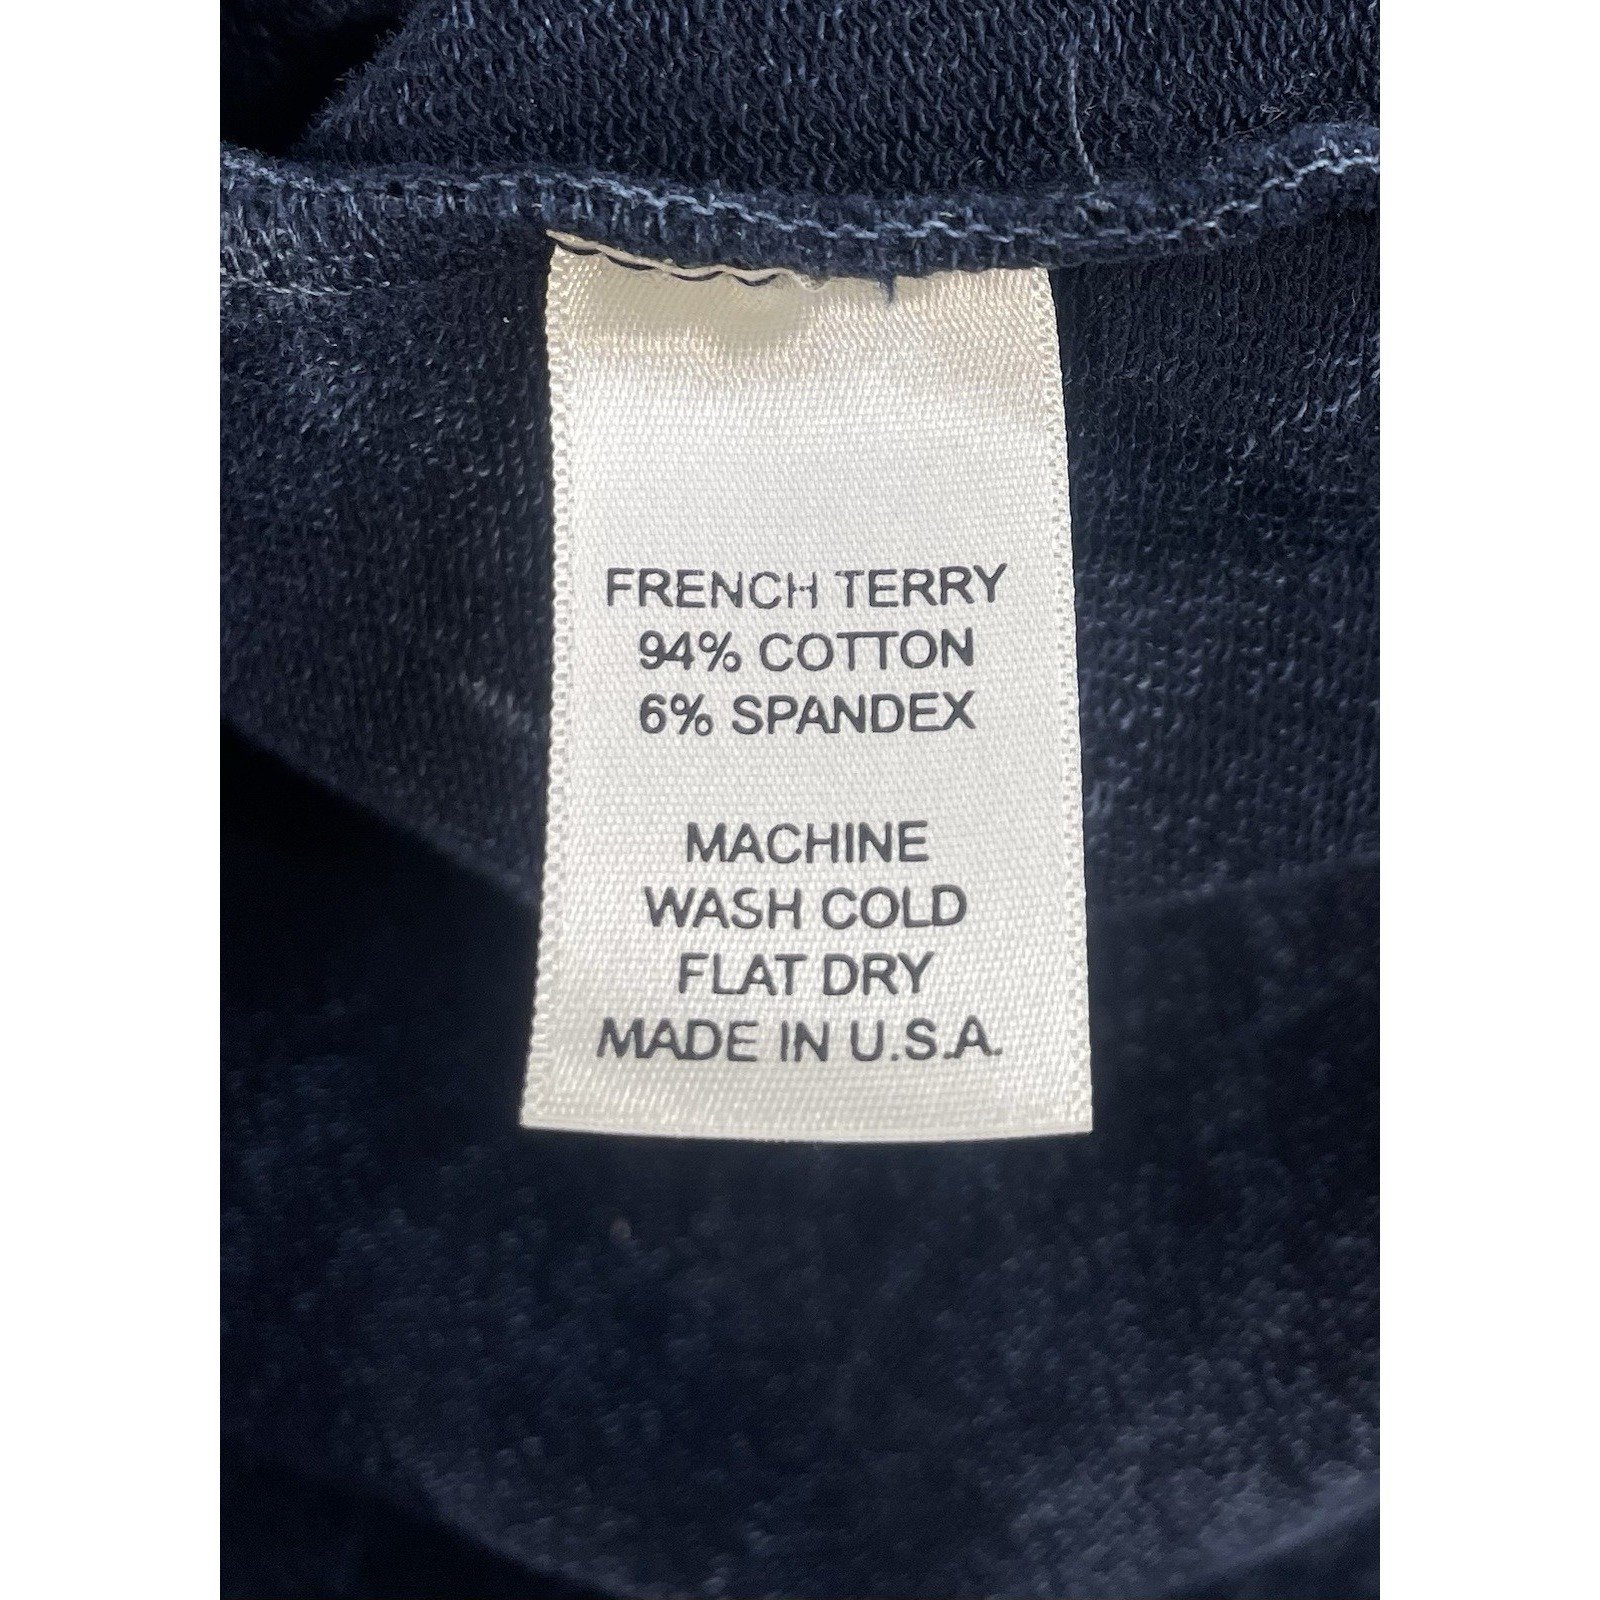 FRENCH TERRY
94% COTTON
6% SPANDEX
MACHINE
WASH COLD
FLAT DRY
MADE IN U.S.A.